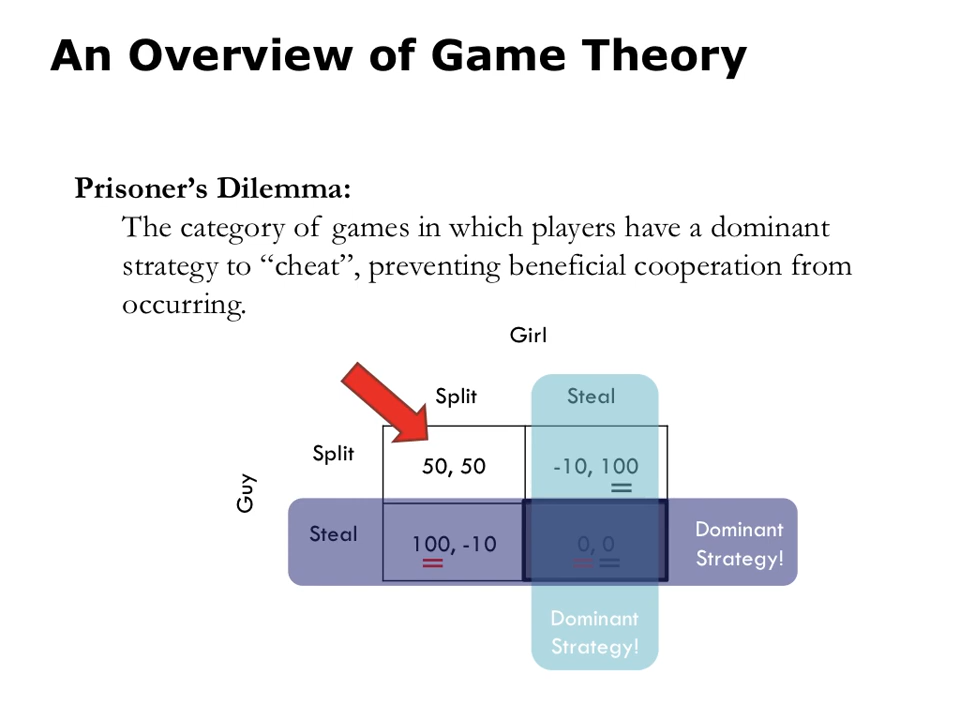 An Overview of Game Theory
Prisoner’s Dilemma:
The category of games in which players have a dominant
strategy to “cheat”, preventing beneficial cooperation from
occurring.
Girl
Split Steal
Split 50, 50 -10, 100
Guy
Steal 100, -10 0, 0 Dominant
Strategy!
Dominant
Strategy!